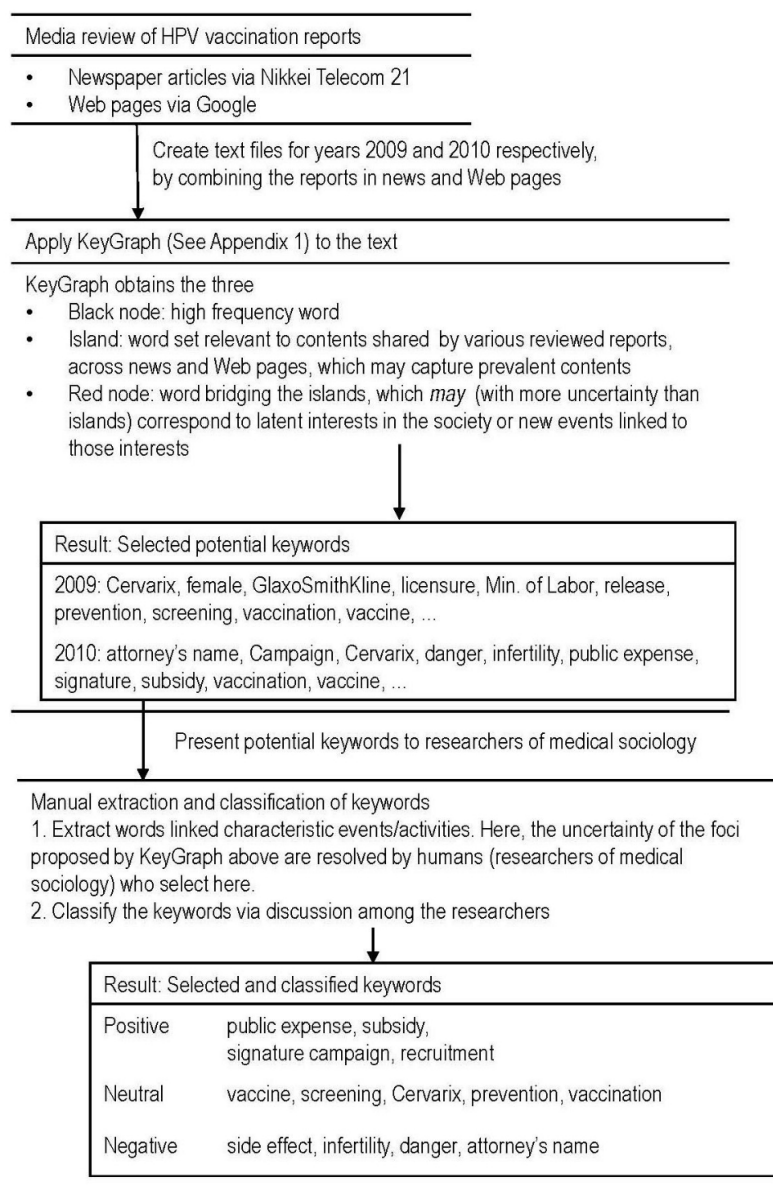 Media review of HPV vaccination reports
• Newspaper articles via Nikkei Telecom 21
• Web pages via Google
Create text files for years 2009 and 2010 respectively,
by combining the reports in news and Web pages
Apply KeyGraph (See Appendix 1) to the text
KeyGraph obtains the three
• Black node: high frequency word
• Island: word set relevant to contents shared by various reviewed reports,
across news and Web pages, which may capture prevalent contents
• Red node: word bridging the islands, which may (with more uncertainty than
islands) correspond to latent interests in the society or new events linked to
those interests
Result: Selected potential keywords
2009: Cervarix, female, GlaxoSmithKline, licensure, Min. of Labor, release,
prevention, screening, vaccination, vaccine, ...
2010: attorney's name, Campaign, Cervarix, danger, infertility, public expense,
signature, subsidy, vaccination, vaccine, ...
Present potential keywords to researchers of medical sociology
Manual extraction and classification of keywords
1. Extract words linked characteristic events/activities. Here, the uncertainty of the foci
proposed by KeyGraph above are resolved by humans (researchers of medical
sociology) who select here.
2. Classify the keywords via discussion among the researchers
Result: Selected and classified keywords
Positive public expense, subsidy,
signature campaign, recruitment
Neutral vaccine, screening, Cervarix, prevention, vaccination
Negative side effect, infertility, danger, attorney's name